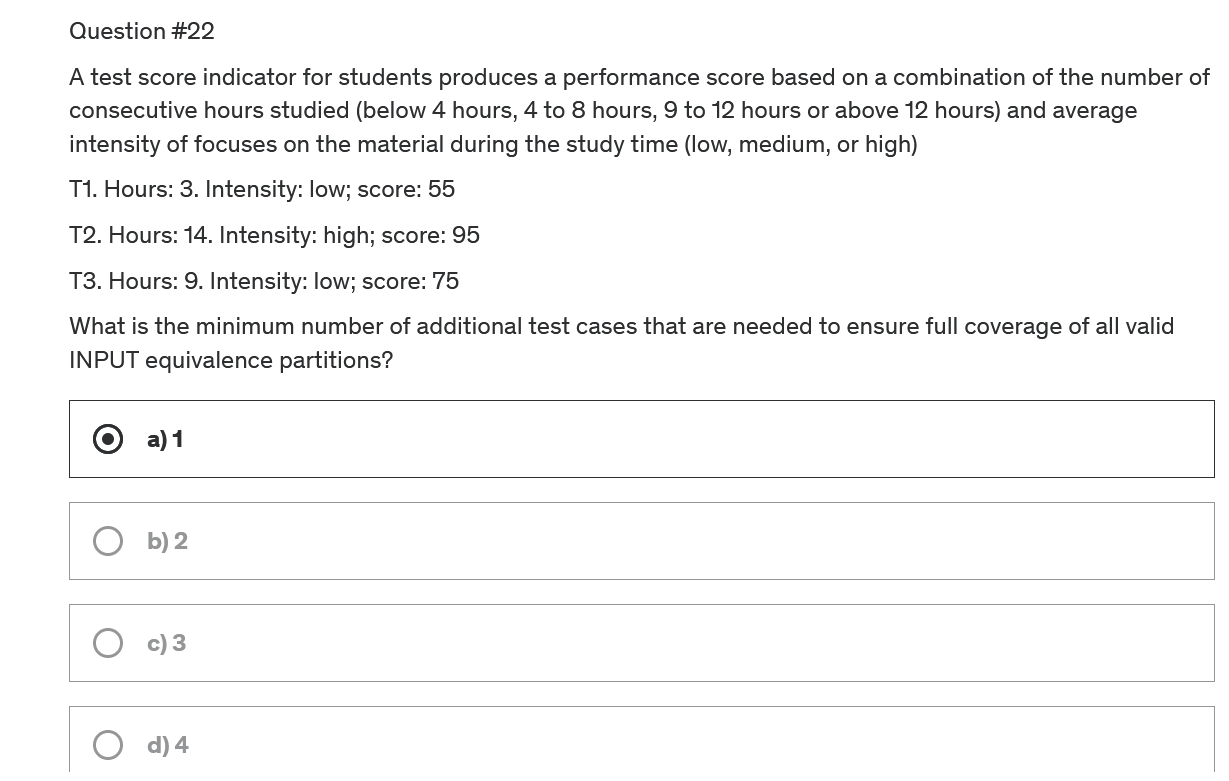 Question #22
A test score indicator for students produces a performance score based on a combination of the number of
consecutive hours studied (below 4 hours, 4 to 8 hours, 9 to 12 hours or above 12 hours) and average
intensity of focuses on the material during the study time (low, medium, or high)
T1. Hours: 3. Intensity: low; score: 55
T2. Hours: 14. Intensity: high; score: 95
T3. Hours: 9. Intensity: low; score: 75
What is the minimum number of additional test cases that are needed to ensure full coverage of all valid
INPUT equivalence partitions?
a) 1
b) 2
c) 3
d) 4